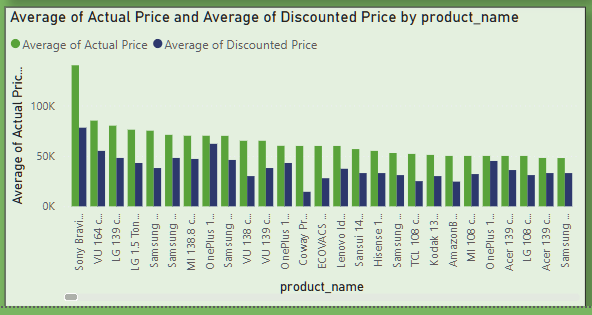 Average of Actual Price and Average of Discounted Price by product_name
Average of Actual Price Average of Discounted Price
Average of Actual Pric...
100K
50K
0K
Sony Bravi...
VU 164 c...
LG 139 c...
LG 1.5 Ton...
Samsung ...
Samsung ...
MI 138.8 c...
OnePlus 1...
Samsung ...
VU 138 c...
VU 139 c...
OnePlus 1...
Coway Pr...
ECOVACS ...
Lenovo Id...
Sansui 14...
Hisense 1...
Samsung ...
TCL 108 c...
Kodak 13...
AmazonB...
MI 108 c...
OnePlus 1...
Acer 139 c...
LG 108 c...
Acer 139 c...
Samsung ...
product_name